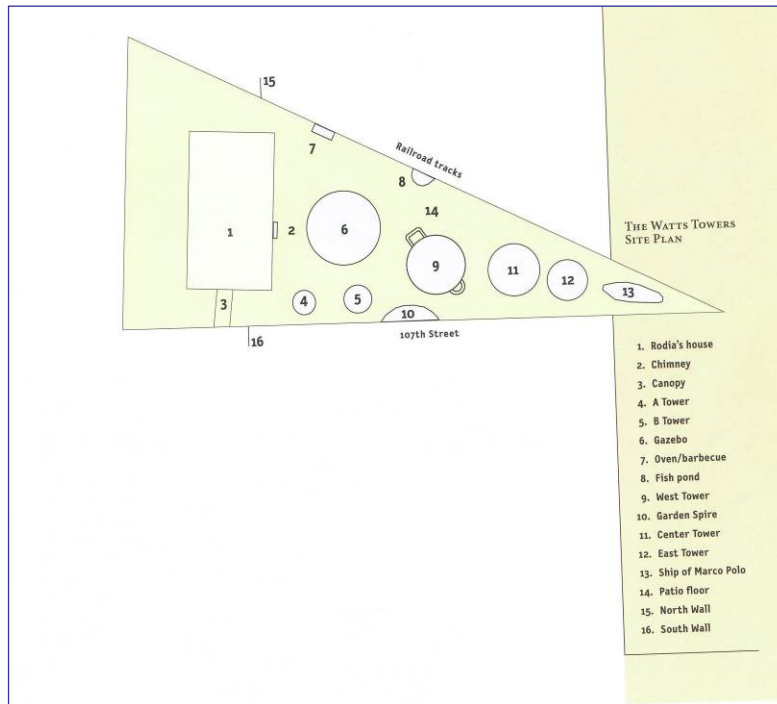 15
7
Railroad tracks
8
14
1
2
6
9
11
12
13
3
4
5
10
16
107th Street
THE WATTS TOWERS
SITE PLAN
1. Rodia's house
2. Chimney
3. Canopy
4. A Tower
5. B Tower
6. Gazebo
7. Oven/barbecue
8. Fish pond
9. West Tower
10. Garden Spire
11. Center Tower
12. East Tower
13. Ship of Marco Polo
14. Patio floor
15. North Wall
16. South Wall